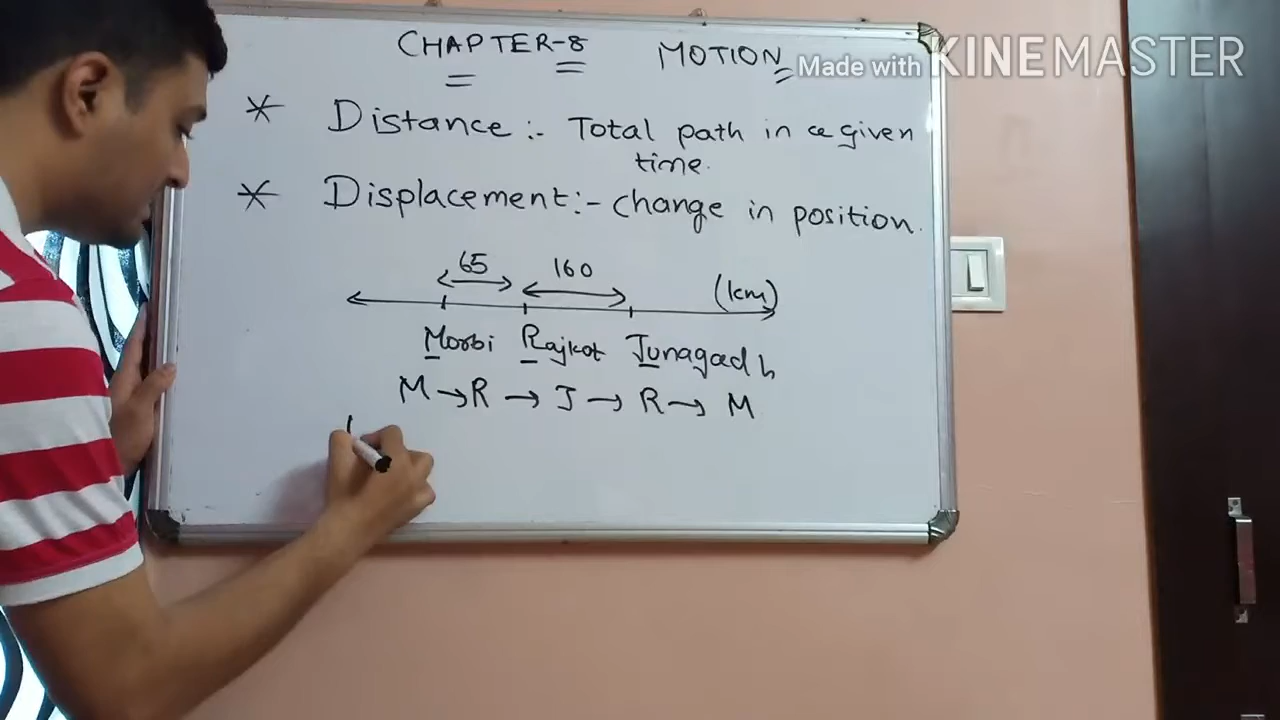 CHAPTER-8 MOTION
Made with KINEMASTER
* Distance :- Total path in a given
time.
* Displacement :- change in position.
65 160 (km)
Morbi Rajkot Junagadh
M → R → J → R → M